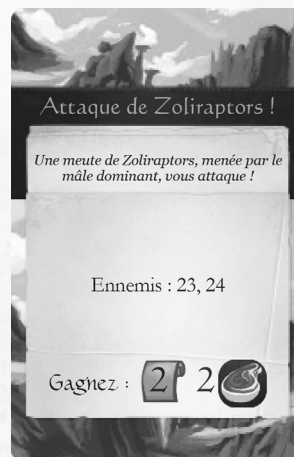 Attaque de Zoliraptors !
Une meute de Zoliraptors, menée par le
mâle dominant, vous attaque !
Ennemis : 23, 24
Gagnez : 2 2